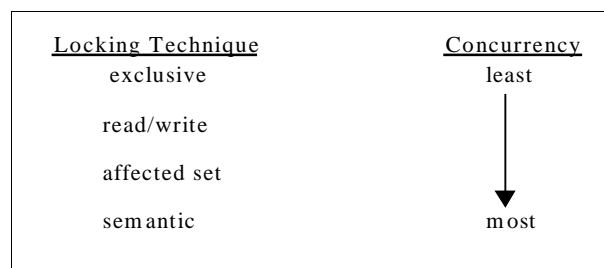 Locking Technique Concurrency
exclusive least
read/write
affected set
semantic most